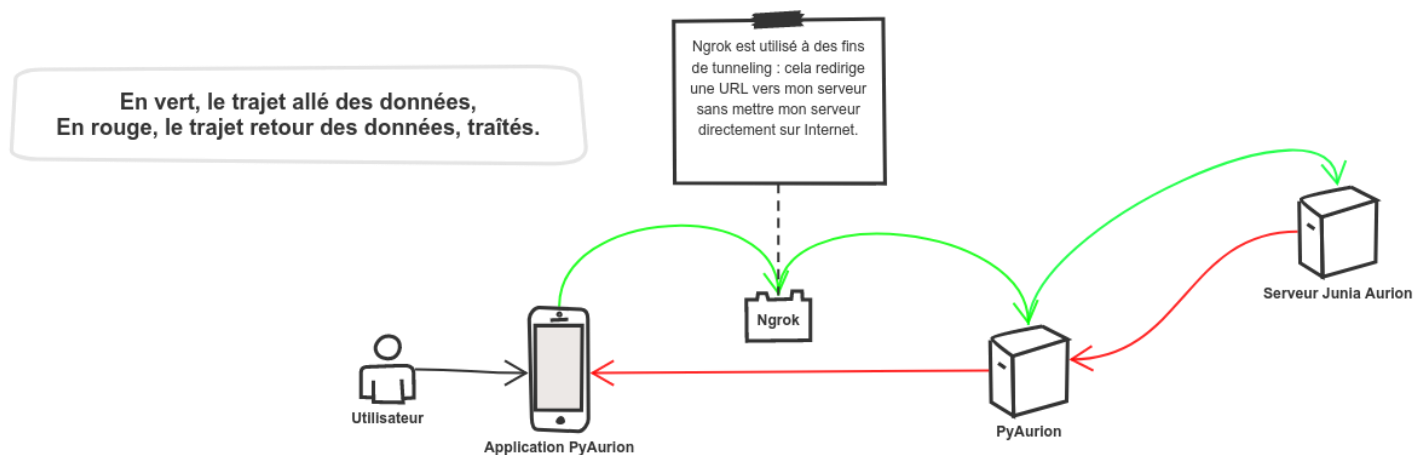 Ngrok est utilisé à des fins
de tunneling : cela redirige
une URL vers mon serveur
sans mettre mon serveur
directement sur Internet.
En vert, le trajet allé des données,
En rouge, le trajet retour des données, traîtés.
Serveur Junia Aurion
Ngrok
Utilisateur
Application PyAurion
PyAurion